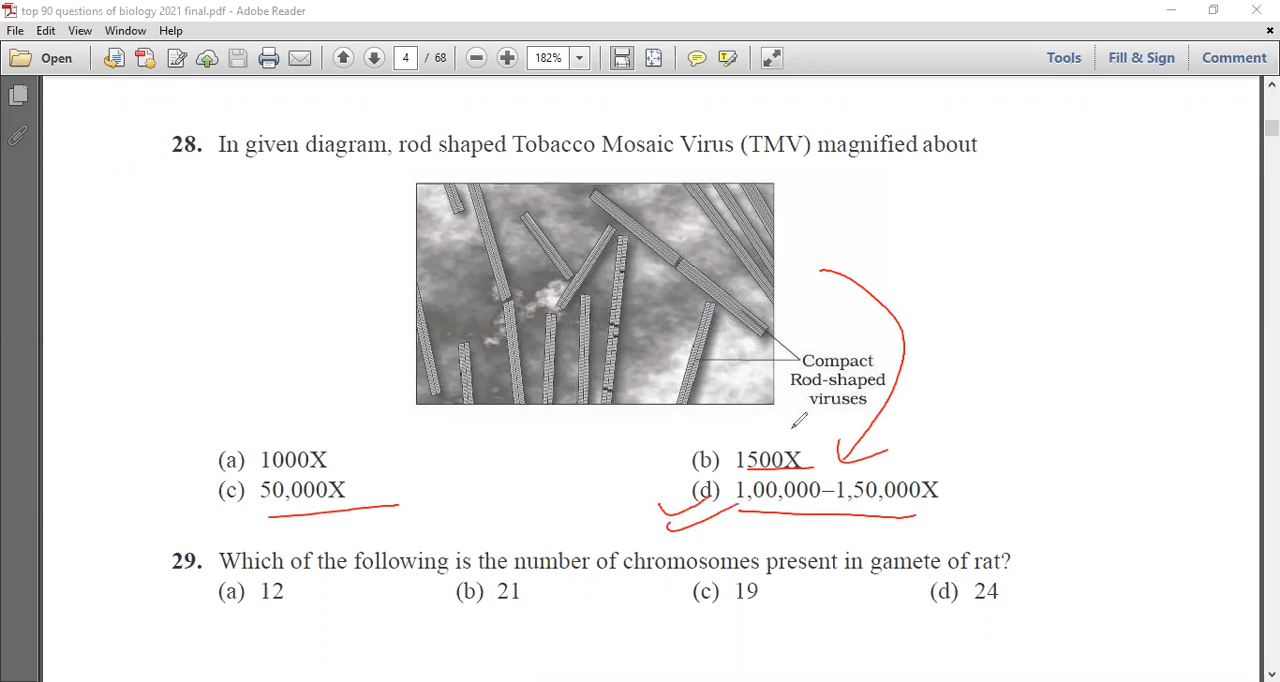 top 90 questions of biology 2021 final.pdf - Adobe Reader
File Edit View Window Help
Open 4 / 68 182% Tools Fill & Sign Comment
28. In given diagram, rod shaped Tobacco Mosaic Virus (TMV) magnified about
Compact
Rod-shaped
viruses
(a) 1000X (b) 1500X
(c) 50,000X (d) 1,00,000–1,50,000X
29. Which of the following is the number of chromosomes present in gamete of rat?
(a) 12 (b) 21 (c) 19 (d) 24